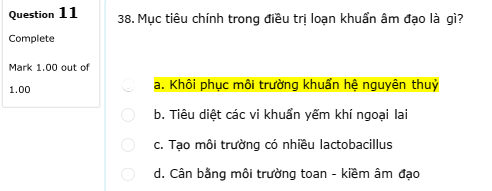 Question 11
Complete
Mark 1.00 out of
1.00
38. Mục tiêu chính trong điều trị loạn khuẩn âm đạo là gì?
a. Khôi phục môi trường khuẩn hệ nguyên thuỷ
b. Tiêu diệt các vi khuẩn yếm khí ngoại lai
c. Tạo môi trường có nhiều lactobacillus
d. Cân bằng môi trường toan - kiềm âm đạo